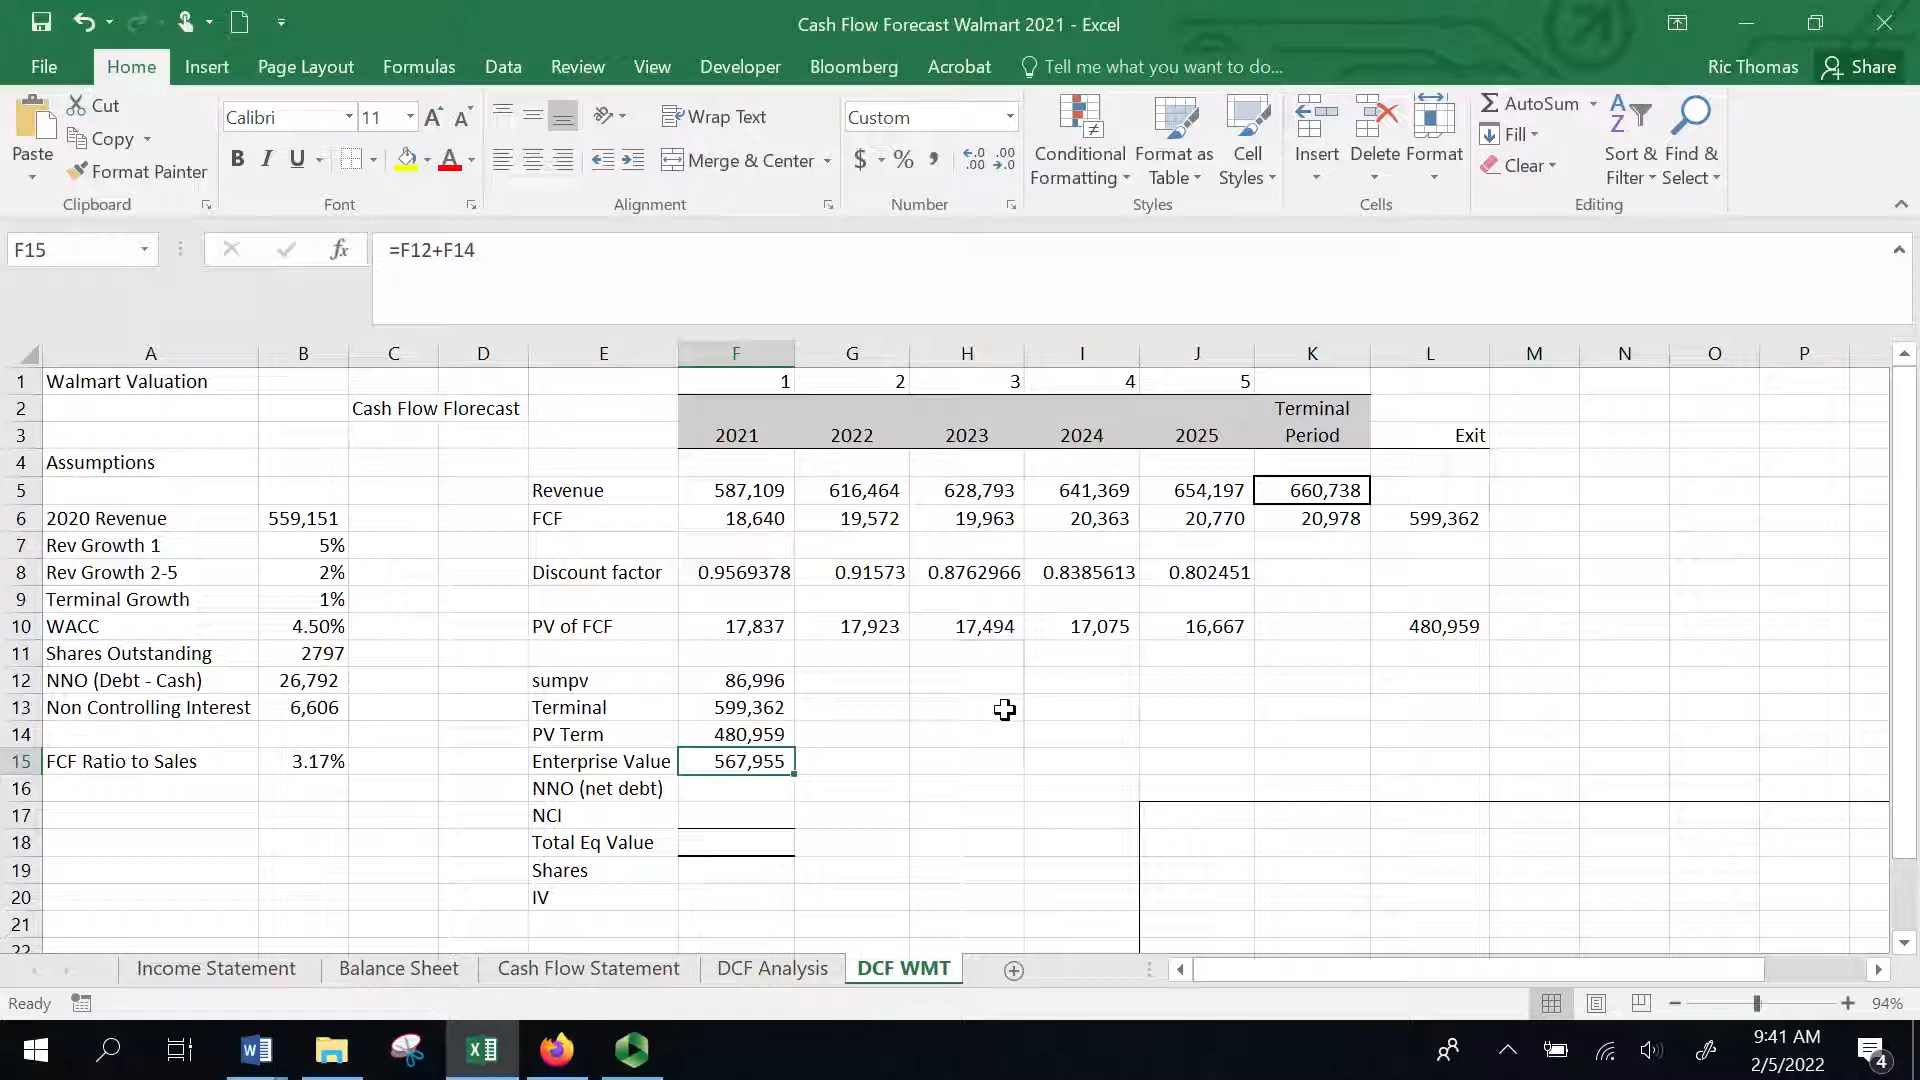 Cash Flow Forecast Walmart 2021 - Excel
File Home Insert Page Layout Formulas Data Review View Developer Bloomberg Acrobat Tell me what you want to do... Ric Thomas Share
Paste Cut Copy Format Painter
Calibri 11 A A
B I U A
Wrap Text
Merge & Center
Custom
$ % , .0 .00 .00 .0
Conditional Formatting
Format as Table
Cell Styles
Insert Delete Format
AutoSum
Fill
Clear
Sort & Filter
Find & Select
Clipboard Font Alignment Number Styles Cells Editing
F15 fx =F12+F14
A B C D E F G H I J K L M N O P
1 Walmart Valuation 1 2 3 4 5
2 Cash Flow Florecast Terminal
3 2021 2022 2023 2024 2025 Period Exit
4 Assumptions
5 Revenue 587,109 616,464 628,793 641,369 654,197 660,738
6 2020 Revenue 559,151 FCF 18,640 19,572 19,963 20,363 20,770 20,978 599,362
7 Rev Growth 1 5%
8 Rev Growth 2-5 2% Discount factor 0.9569378 0.91573 0.8762966 0.8385613 0.802451
9 Terminal Growth 1%
10 WACC 4.50% PV of FCF 17,837 17,923 17,494 17,075 16,667 480,959
11 Shares Outstanding 2797
12 NNO (Debt - Cash) 26,792 sumpv 86,996
13 Non Controlling Interest 6,606 Terminal 599,362
14 PV Term 480,959
15 FCF Ratio to Sales 3.17% Enterprise Value 567,955
16 NNO (net debt)
17 NCI
18 Total Eq Value
19 Shares
20 IV
21
22
Income Statement Balance Sheet Cash Flow Statement DCF Analysis DCF WMT
Ready 94%
9:41 AM
2/5/2022
4